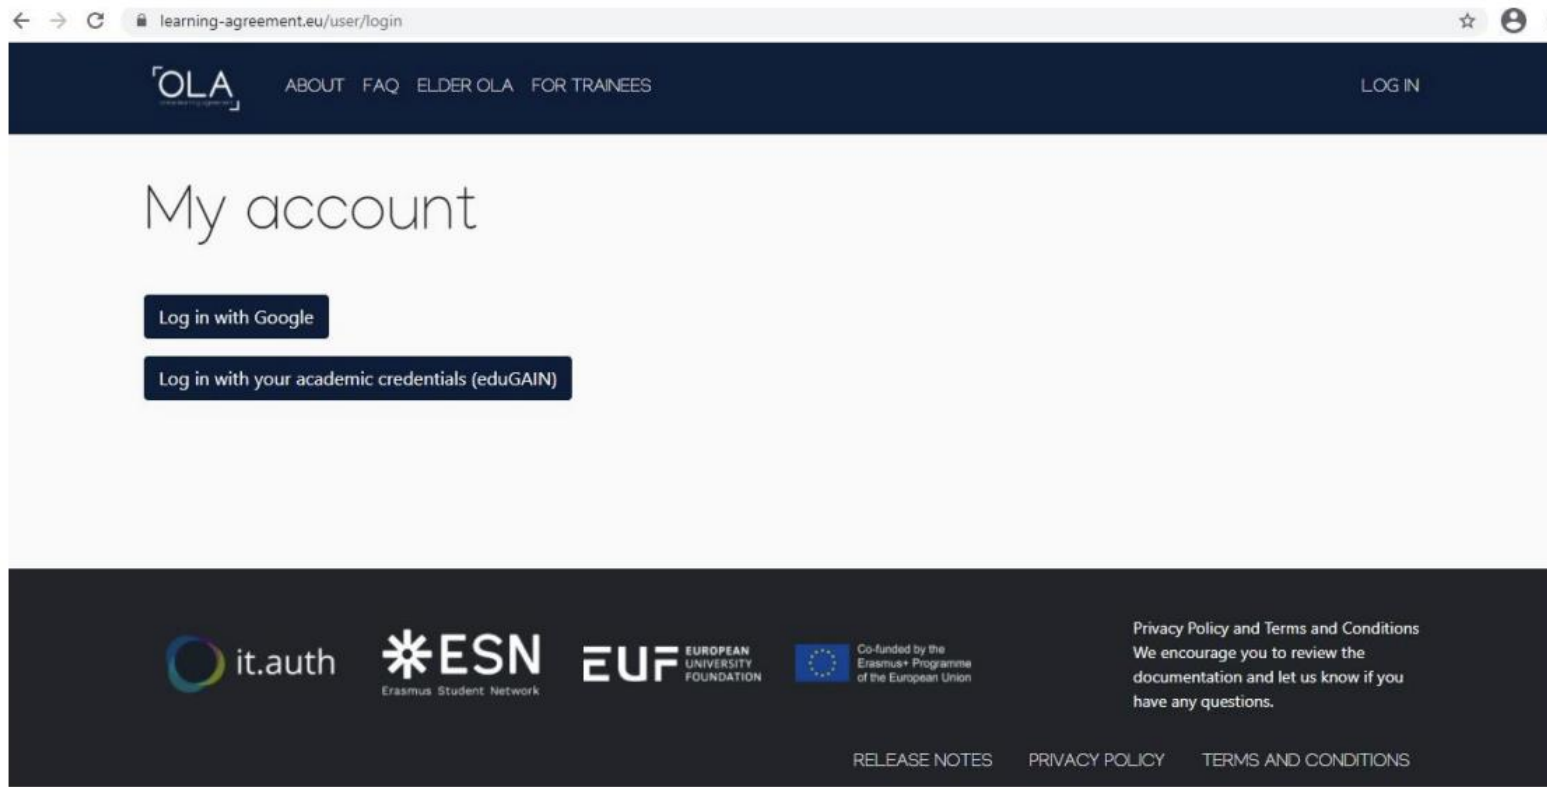 learning-agreement.eu/user/login
OLA
ABOUT FAQ ELDER OLA FOR TRAINEES LOG IN
My account
Log in with Google
Log in with your academic credentials (eduGAIN)
it.auth
ESN
Erasmus Student Network
EUF
EUROPEAN
UNIVERSITY
FOUNDATION
Co-funded by the
Erasmus+ Programme
of the European Union
Privacy Policy and Terms and Conditions
We encourage you to review the
documentation and let us know if you
have any questions.
RELEASE NOTES PRIVACY POLICY TERMS AND CONDITIONS